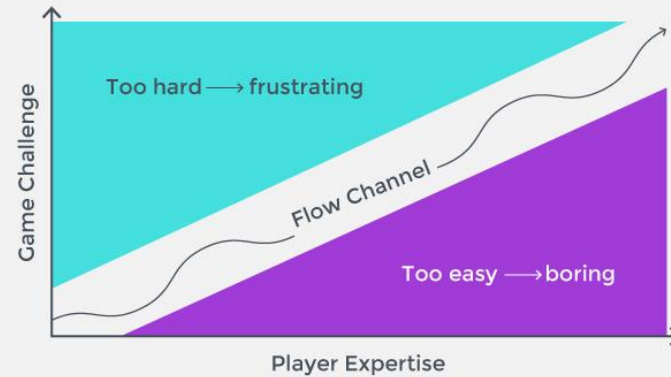 Game Challenge
Too hard → frustrating
Flow Channel
Too easy → boring
Player Expertise